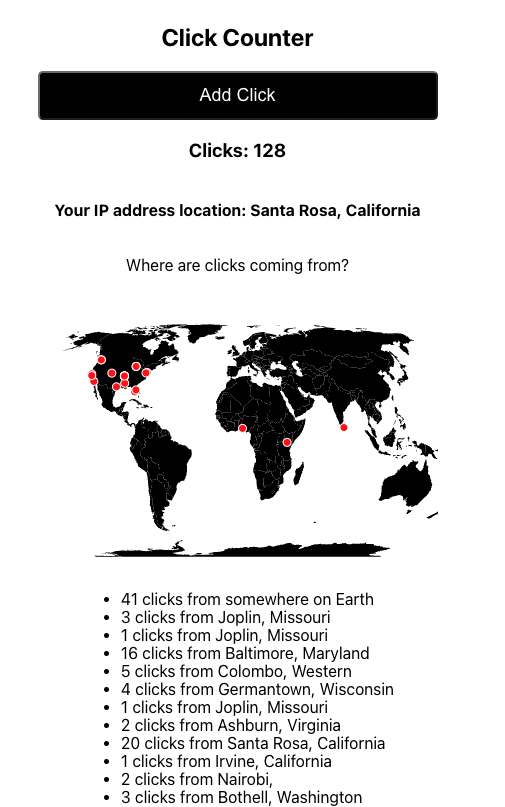 Click Counter
Add Click
Clicks: 128
Your IP address location: Santa Rosa, California
Where are clicks coming from?
• 41 clicks from somewhere on Earth
• 3 clicks from Joplin, Missouri
• 1 clicks from Joplin, Missouri
• 16 clicks from Baltimore, Maryland
• 5 clicks from Colombo, Western
• 4 clicks from Germantown, Wisconsin
• 1 clicks from Joplin, Missouri
• 2 clicks from Ashburn, Virginia
• 20 clicks from Santa Rosa, California
• 1 clicks from Irvine, California
• 2 clicks from Nairobi,
• 3 clicks from Bothell, Washington